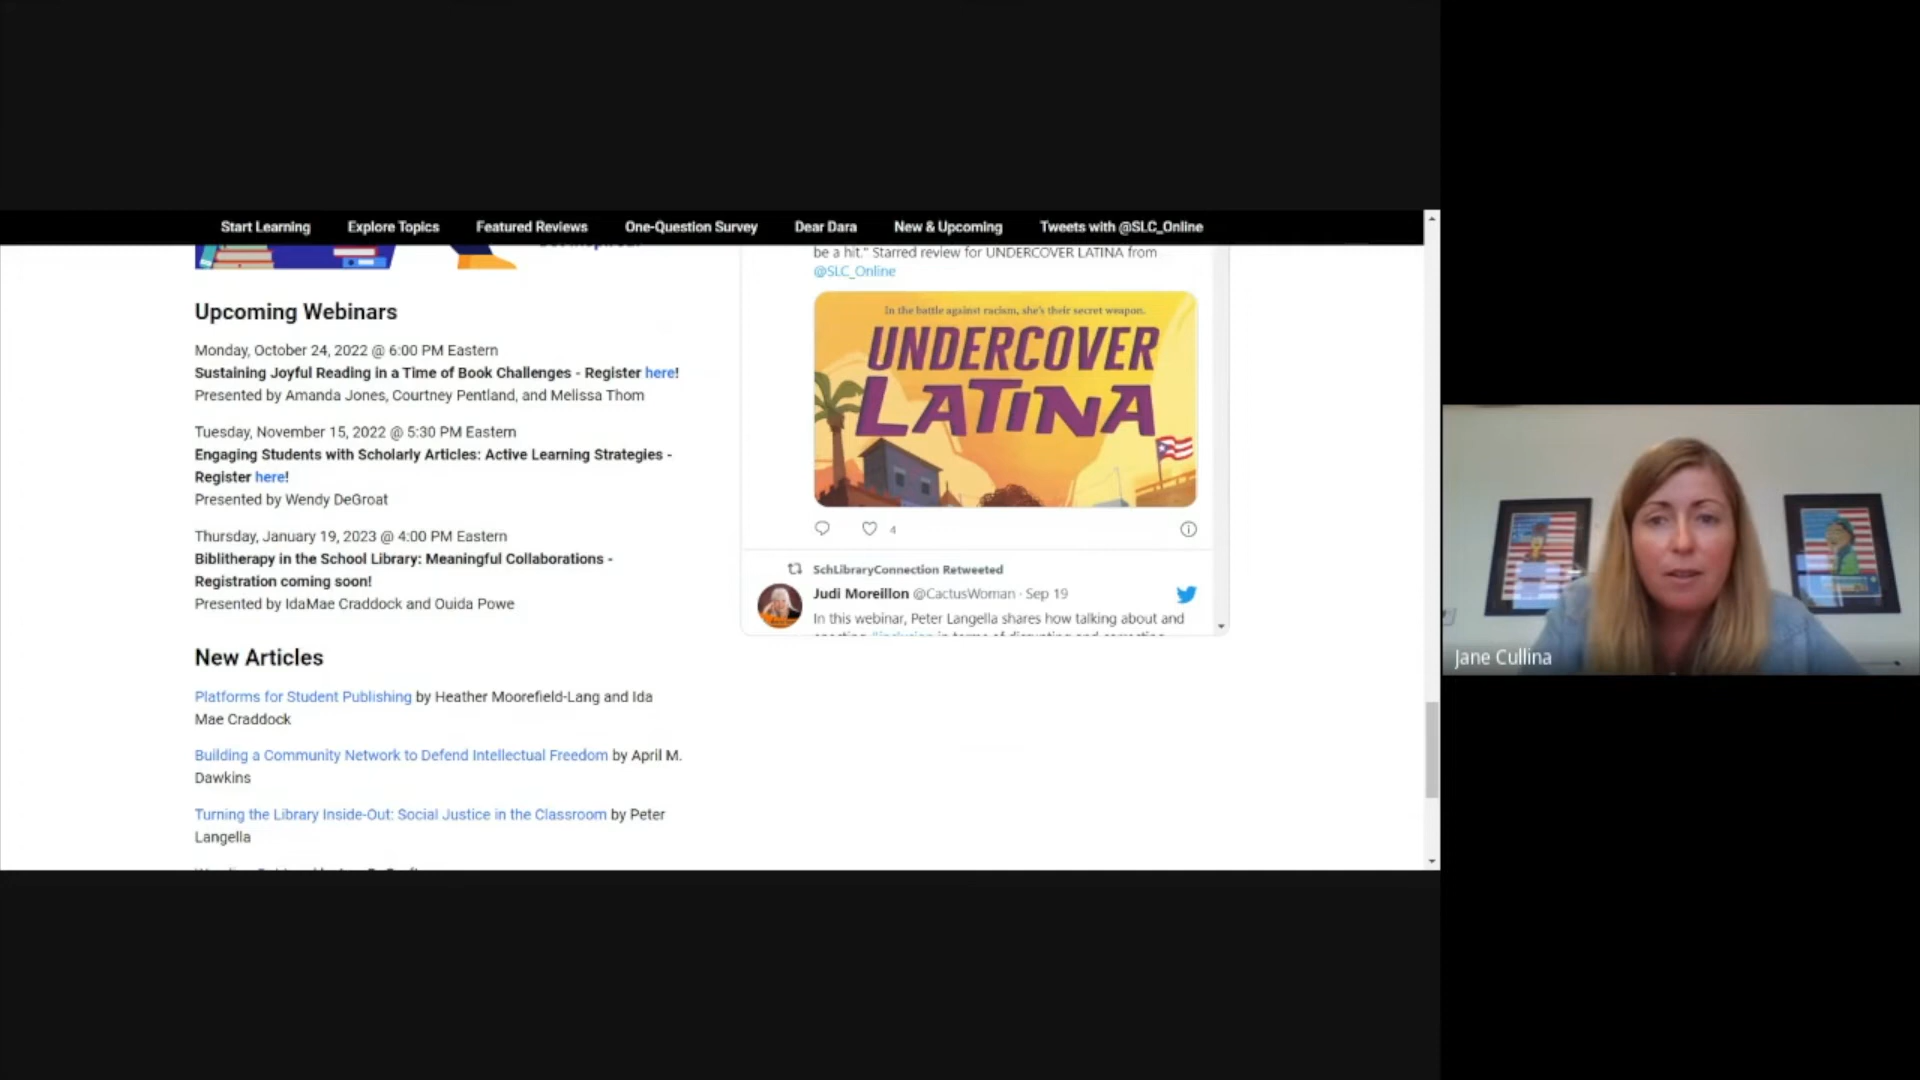 Start Learning Explore Topics Featured Reviews One-Question Survey Dear Dara New & Upcoming Tweets with @SLC_Online
Upcoming Webinars
Monday, October 24, 2022 @ 6:00 PM Eastern
Sustaining Joyful Reading in a Time of Book Challenges - Register here!
Presented by Amanda Jones, Courtney Pentland, and Melissa Thom
Tuesday, November 15, 2022 @ 5:30 PM Eastern
Engaging Students with Scholarly Articles: Active Learning Strategies -
Register here!
Presented by Wendy DeGroat
Thursday, January 19, 2023 @ 4:00 PM Eastern
Biblitherapy in the School Library: Meaningful Collaborations -
Registration coming soon!
Presented by IdaMae Craddock and Ouida Powe
New Articles
Platforms for Student Publishing by Heather Moorefield-Lang and Ida
Mae Craddock
Building a Community Network to Defend Intellectual Freedom by April M.
Dawkins
Turning the Library Inside-Out: Social Justice in the Classroom by Peter
Langella
be a hit." Starred review for UNDERCOVER LATINA from
@SLC_Online
In the battle against racism, she's their secret weapon.
UNDERCOVER
LATINA
4
SchLibraryConnection Retweeted
Judi Moreillon @CactusWoman · Sep 19
In this webinar, Peter Langella shares how talking about and
Jane Cullina